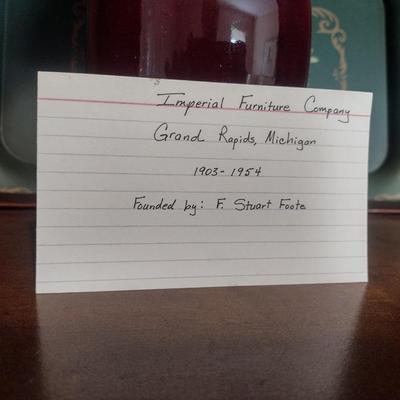 Imperial Furniture Company
Grand Rapids, Michigan
1903-1954
Founded by: F. Stuart Foote